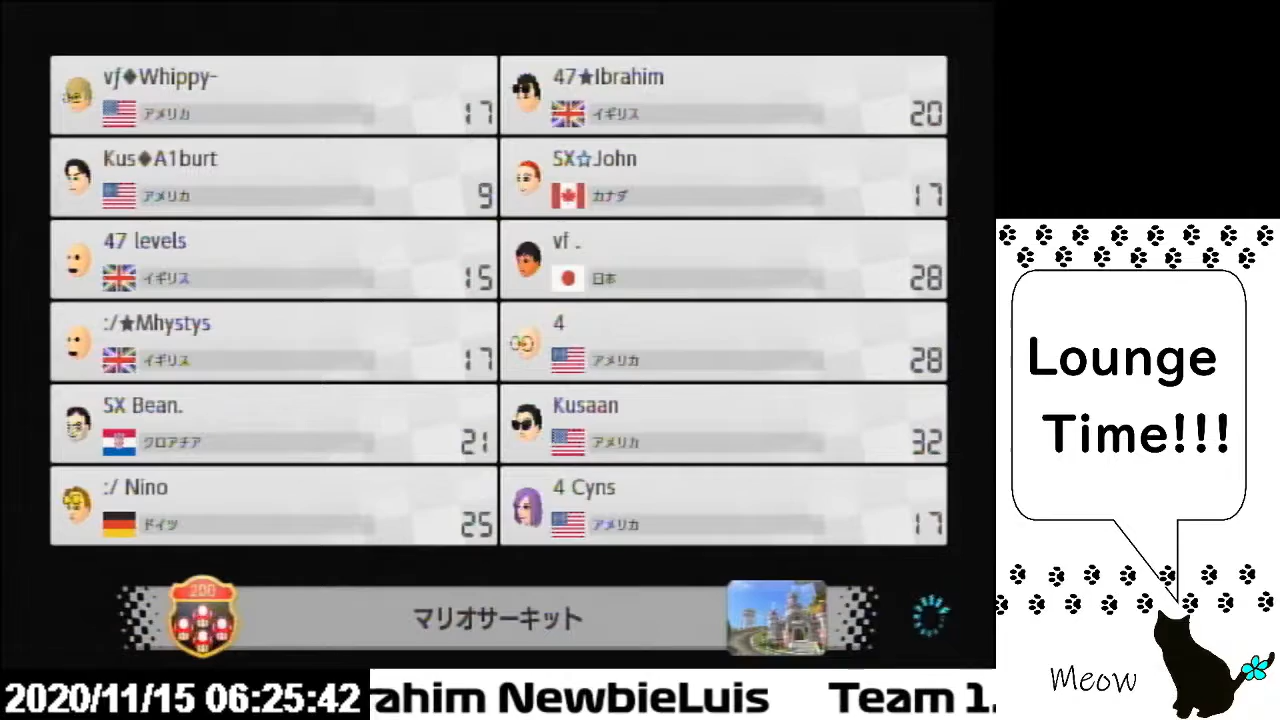 vf◆Whippy-
アメリカ 17
Kus◆A1burt
アメリカ 9
47 levels
イギリス 15
:/★Mhystys
イギリス 17
SX Bean.
クロアチア 21
:/ Nino
ドイツ 25
47★Ibrahim
イギリス 20
SX☆John
カナダ 17
vf .
日本 28
4
アメリカ 28
Kusaan
アメリカ 32
4 Cyns
アメリカ 17
200
マリオサーキット
Lounge
Time!!!
Meow
2020/11/15 06:25:42
ahim NewbieLuis Team 1.